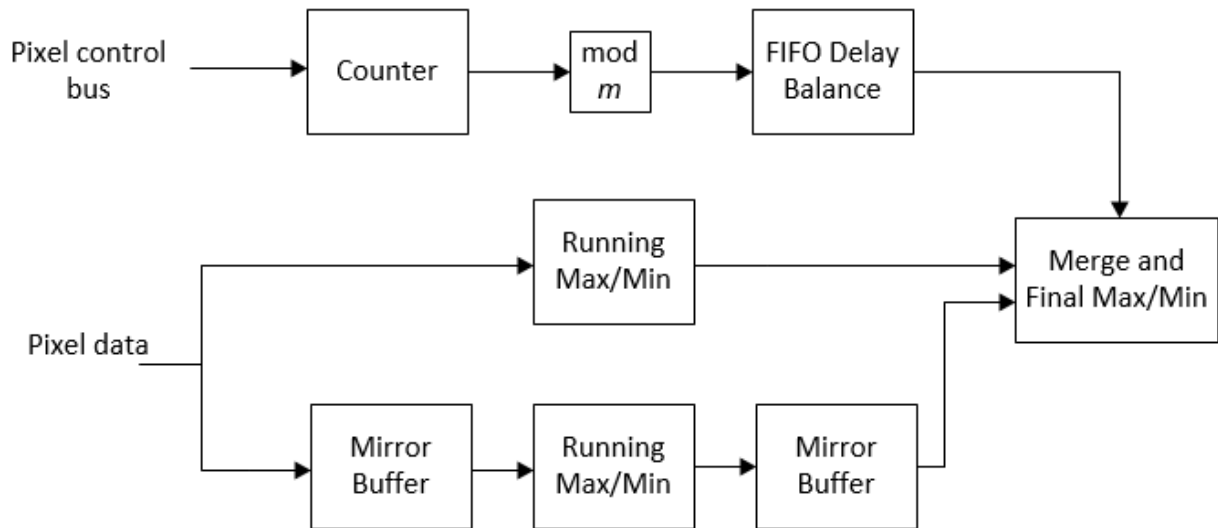 Pixel control
bus
Counter
mod
m
FIFO Delay
Balance
Running
Max/Min
Merge and
Final Max/Min
Pixel data
Mirror
Buffer
Running
Max/Min
Mirror
Buffer